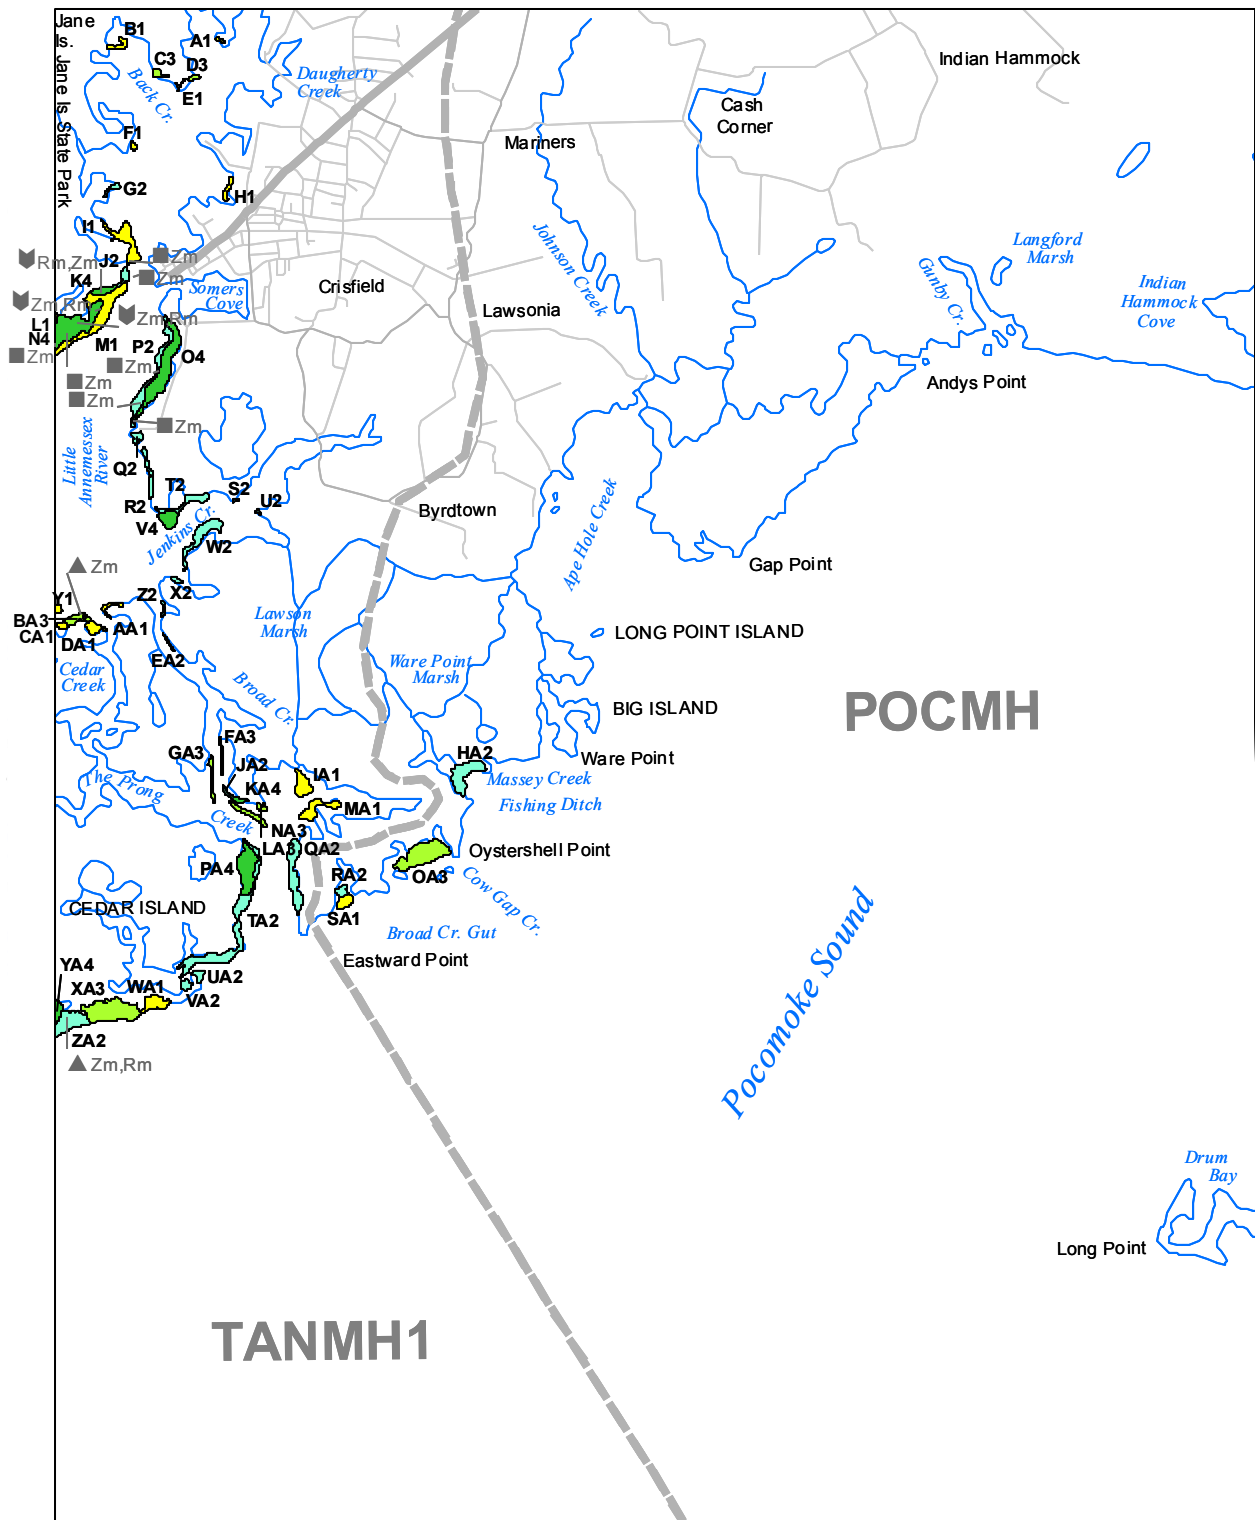 Jane
Is.
Jane Is State Park
B1
A1
C3
D3
E1
Back Cr.
Daugherty
Creek
Indian Hammock
Cash
Corner
Mariners
F1
G2
H1
I1
J2
Zm
Rm,Zm
Zm
K4
Somers
Cove
Crisfield
Johnson Creek
Lawsonia
Langford
Marsh
Gunby Cr.
Indian
Hammock
Cove
Zm,Rm
Zm,Rm
L1
N4
M1
P2
O4
Zm
Zm
Zm
Zm
Zm
Andys Point
Little
Annemessex
River
Q2
T2
S2
U2
R2
V4
Jenkins Cr.
W2
Byrdtown
Ape Hole Creek
Gap Point
Zm
X2
Z2
Y1
BA3
CA1
DA1
AA1
EA2
Lawson
Marsh
LONG POINT ISLAND
Cedar
Creek
Ware Point
Marsh
Broad Cr.
BIG ISLAND
POCMH
Ware Point
FA3
GA3
JA2
IA1
HA2
Massey Creek
The Prong
KA4
MA1
Fishing Ditch
Creek
NA3
LA3
QA2
Oystershell Point
PA4
RA2
OA3
Cow Gap Cr.
CEDAR ISLAND
TA2
SA1
Broad Cr. Gut
Eastward Point
Pocomoke Sound
YA4
XA3
WA1
UA2
VA2
ZA2
Zm,Rm
Drum
Bay
Long Point
TANMH1